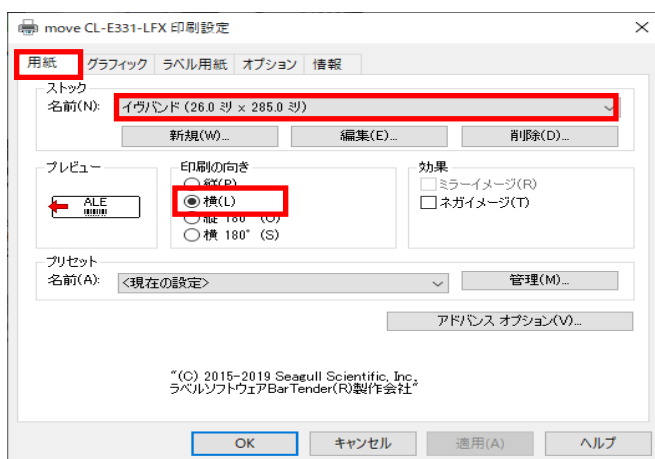 move CL-E331-LFX 印刷設定
用紙 グラフィック ラベル用紙 オプション 情報
ストック
名前(N): イヴバンド (26.0 ミリ x 285.0 ミリ)
新規(W)... 編集(E)... 削除(D)...
プレビュー 印刷の向き 効果
縦(P) ミラーイメージ(R)
ALE 横(L) ネガイメージ(T)
縦 180° (O)
横 180° (S)
プリセット
名前(A): <現在の設定> 管理(M)...
アドバンス オプション(V)...
"(C) 2015-2019 Seagull Scientific, Inc.
ラベルソフトウェアBarTender(R)製作会社"
OK キャンセル 適用(A) ヘルプ